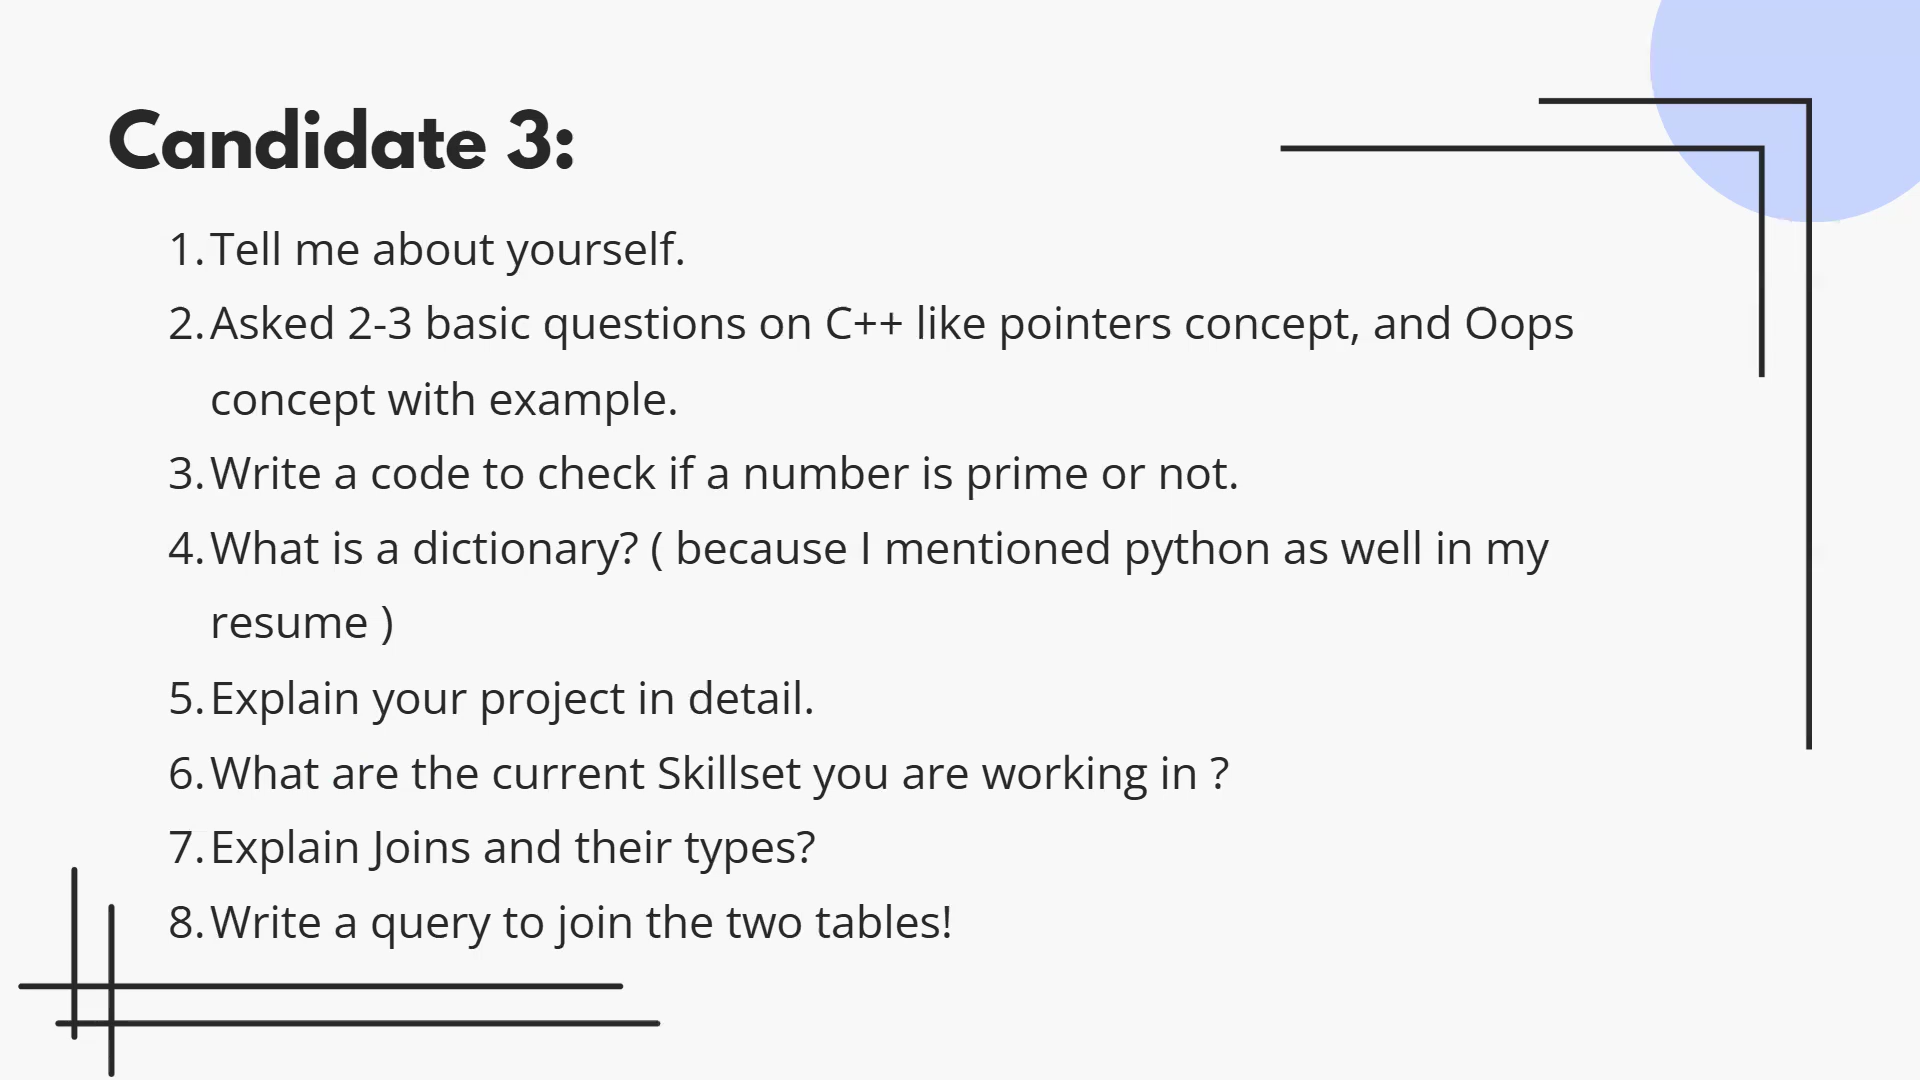 Candidate 3:
1. Tell me about yourself.
2. Asked 2-3 basic questions on C++ like pointers concept, and Oops
concept with example.
3. Write a code to check if a number is prime or not.
4. What is a dictionary? ( because I mentioned python as well in my
resume )
5. Explain your project in detail.
6. What are the current Skillset you are working in ?
7. Explain Joins and their types?
8. Write a query to join the two tables!